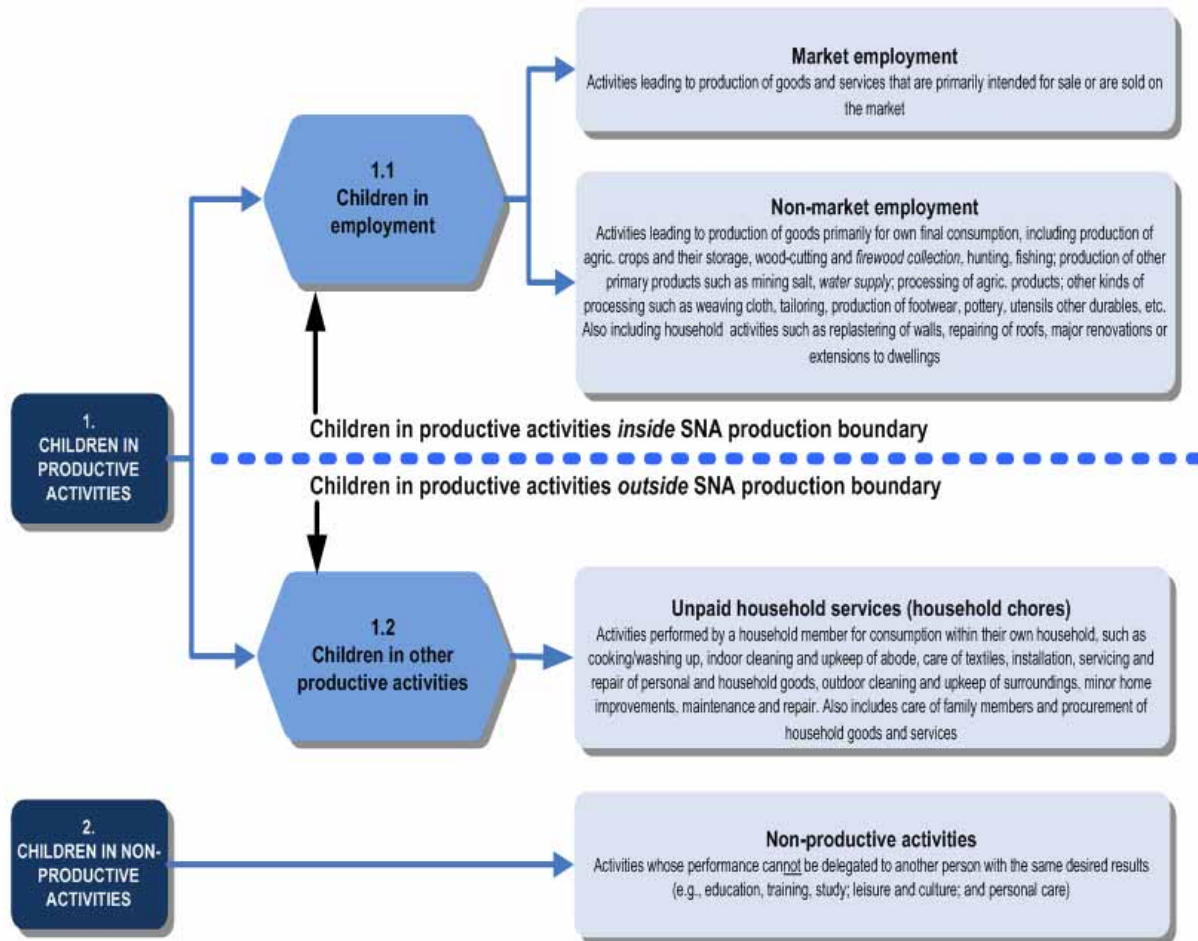 Market employment
Activities leading to production of goods and services that are primarily intended for sale or are sold on
the market
1.1
Children in
employment
Non-market employment
Activities leading to production of goods primarily for own final consumption, including production of
agric. crops and their storage, wood-cutting and firewood collection, hunting, fishing; production of other
primary products such as mining salt, water supply; processing of agric. products; other kinds of
processing such as weaving cloth, tailoring, production of footwear, pottery, utensils other durables, etc.
Also including household activities such as replastering of walls, repairing of roofs, major renovations or
extensions to dwellings
1.
CHILDREN IN
PRODUCTIVE
ACTIVITIES
Children in productive activities inside SNA production boundary
Children in productive activities outside SNA production boundary
1.2
Children in other
productive activities
Unpaid household services (household chores)
Activities performed by a household member for consumption within their own household, such as
cooking/washing up, indoor cleaning and upkeep of abode, care of textiles, installation, servicing and
repair of personal and household goods, outdoor cleaning and upkeep of surroundings, minor home
improvements, maintenance and repair. Also includes care of family members and procurement of
household goods and services
2.
CHILDREN IN NON-
PRODUCTIVE
ACTIVITIES
Non-productive activities
Activities whose performance cannot be delegated to another person with the same desired results
(e.g., education, training, study; leisure and culture; and personal care)